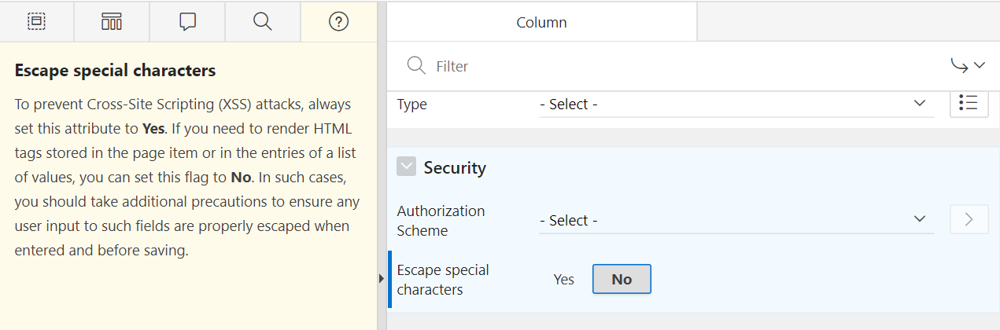 Escape special characters
To prevent Cross-Site Scripting (XSS) attacks, always
set this attribute to Yes. If you need to render HTML
tags stored in the page item or in the entries of a list
of values, you can set this flag to No. In such cases,
you should take additional precautions to ensure any
user input to such fields are properly escaped when
entered and before saving.
Column
Filter
Type - Select -
Security
Authorization
Scheme
- Select -
Escape special
characters
Yes No